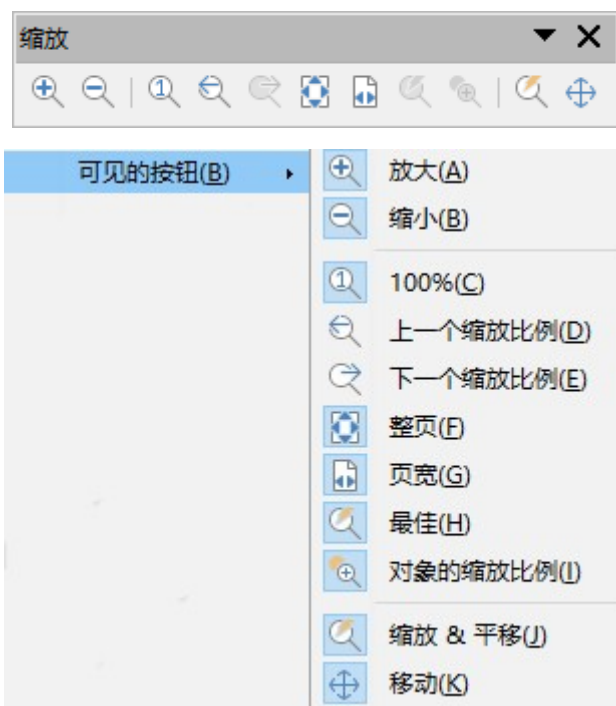 缩放
可见的按钮(B)
放大(A)
缩小(B)
100%(C)
上一个缩放比例(D)
下一个缩放比例(E)
整页(F)
页宽(G)
最佳(H)
对象的缩放比例(I)
缩放 & 平移(J)
移动(K)